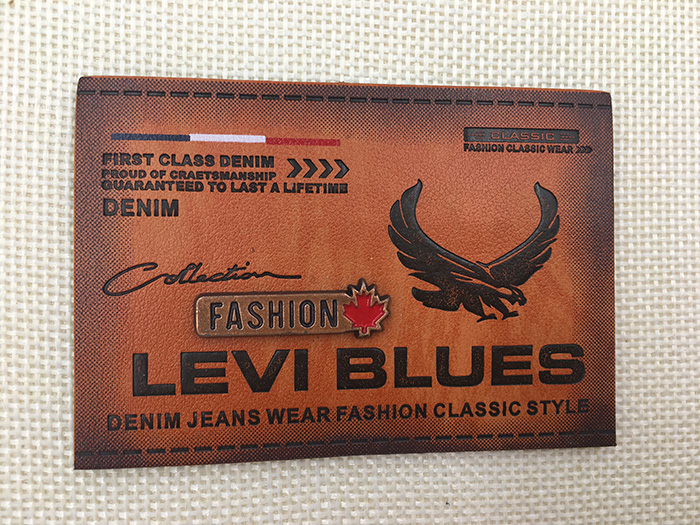 FIRST CLASS DENIM
PROUD OF CRAETSMANSHIP
GUARANTEED TO LAST A LIFETIME
DENIM
CLASSIC
FASHION CLASSIC WEAR
Collection
FASHION
LEVI BLUES
DENIM JEANS WEAR FASHION CLASSIC STYLE